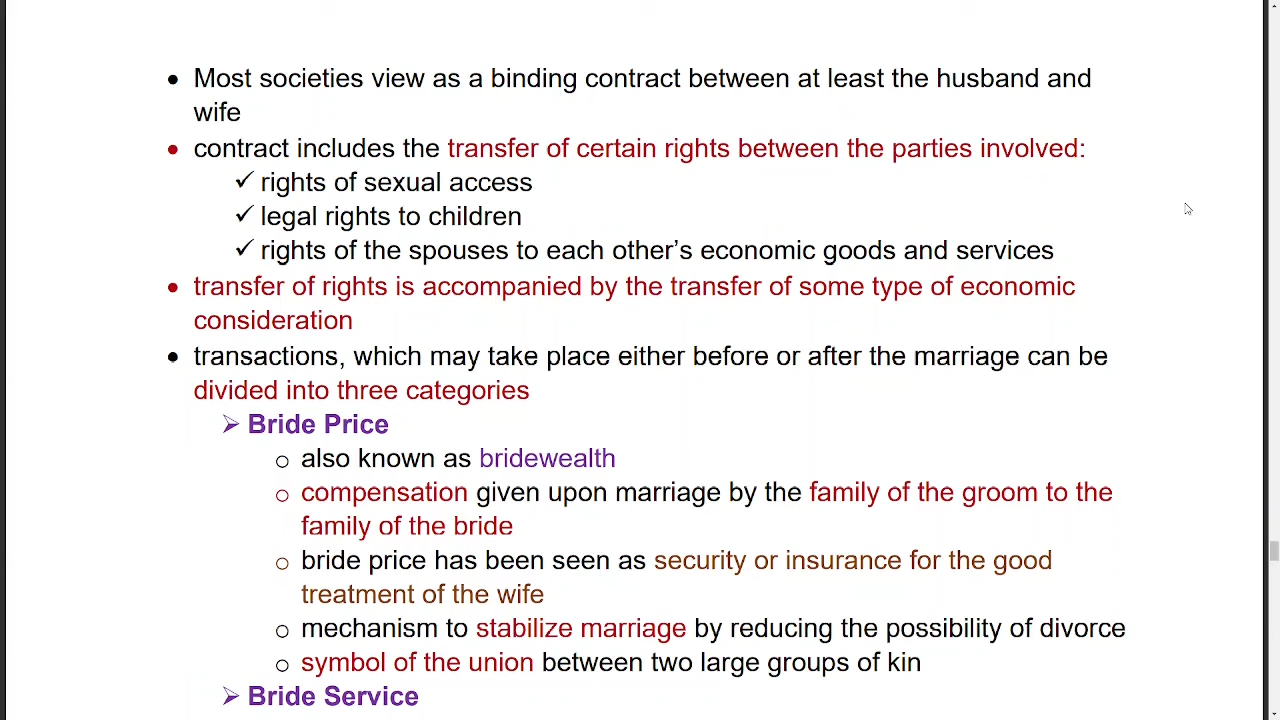 • Most societies view as a binding contract between at least the husband and
wife
• contract includes the transfer of certain rights between the parties involved:
✓ rights of sexual access
✓ legal rights to children
✓ rights of the spouses to each other’s economic goods and services
• transfer of rights is accompanied by the transfer of some type of economic
consideration
• transactions, which may take place either before or after the marriage can be
divided into three categories
➢ Bride Price
o also known as bridewealth
o compensation given upon marriage by the family of the groom to the
family of the bride
o bride price has been seen as security or insurance for the good
treatment of the wife
o mechanism to stabilize marriage by reducing the possibility of divorce
o symbol of the union between two large groups of kin
➢ Bride Service